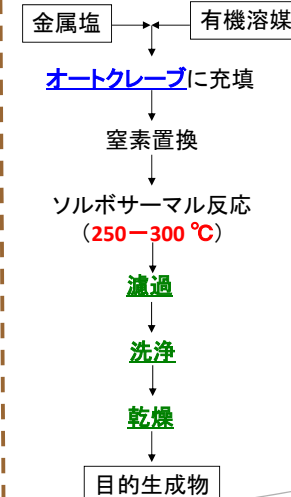 金属塩 有機溶媒
オートクレーブに充填
窒素置換
ソルボサーマル反応
（250－300 ℃）
濾過
洗浄
乾燥
目的生成物